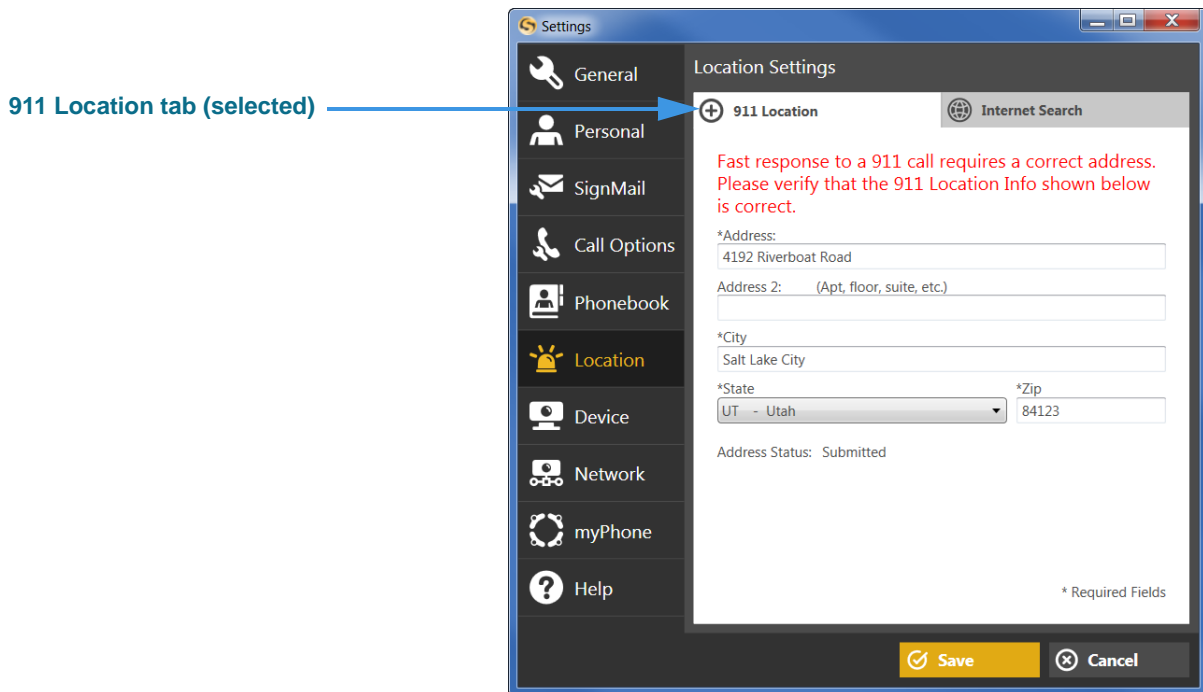 Settings
911 Location tab (selected)
General
Personal
SignMail
Call Options
Phonebook
Location
Device
Network
myPhone
Help
Location Settings
911 Location
Internet Search
Fast response to a 911 call requires a correct address.
Please verify that the 911 Location Info shown below
is correct.
*Address:
4192 Riverboat Road
Address 2: (Apt, floor, suite, etc.)
*City
Salt Lake City
*State *Zip
UT - Utah 84123
Address Status: Submitted
* Required Fields
Save Cancel